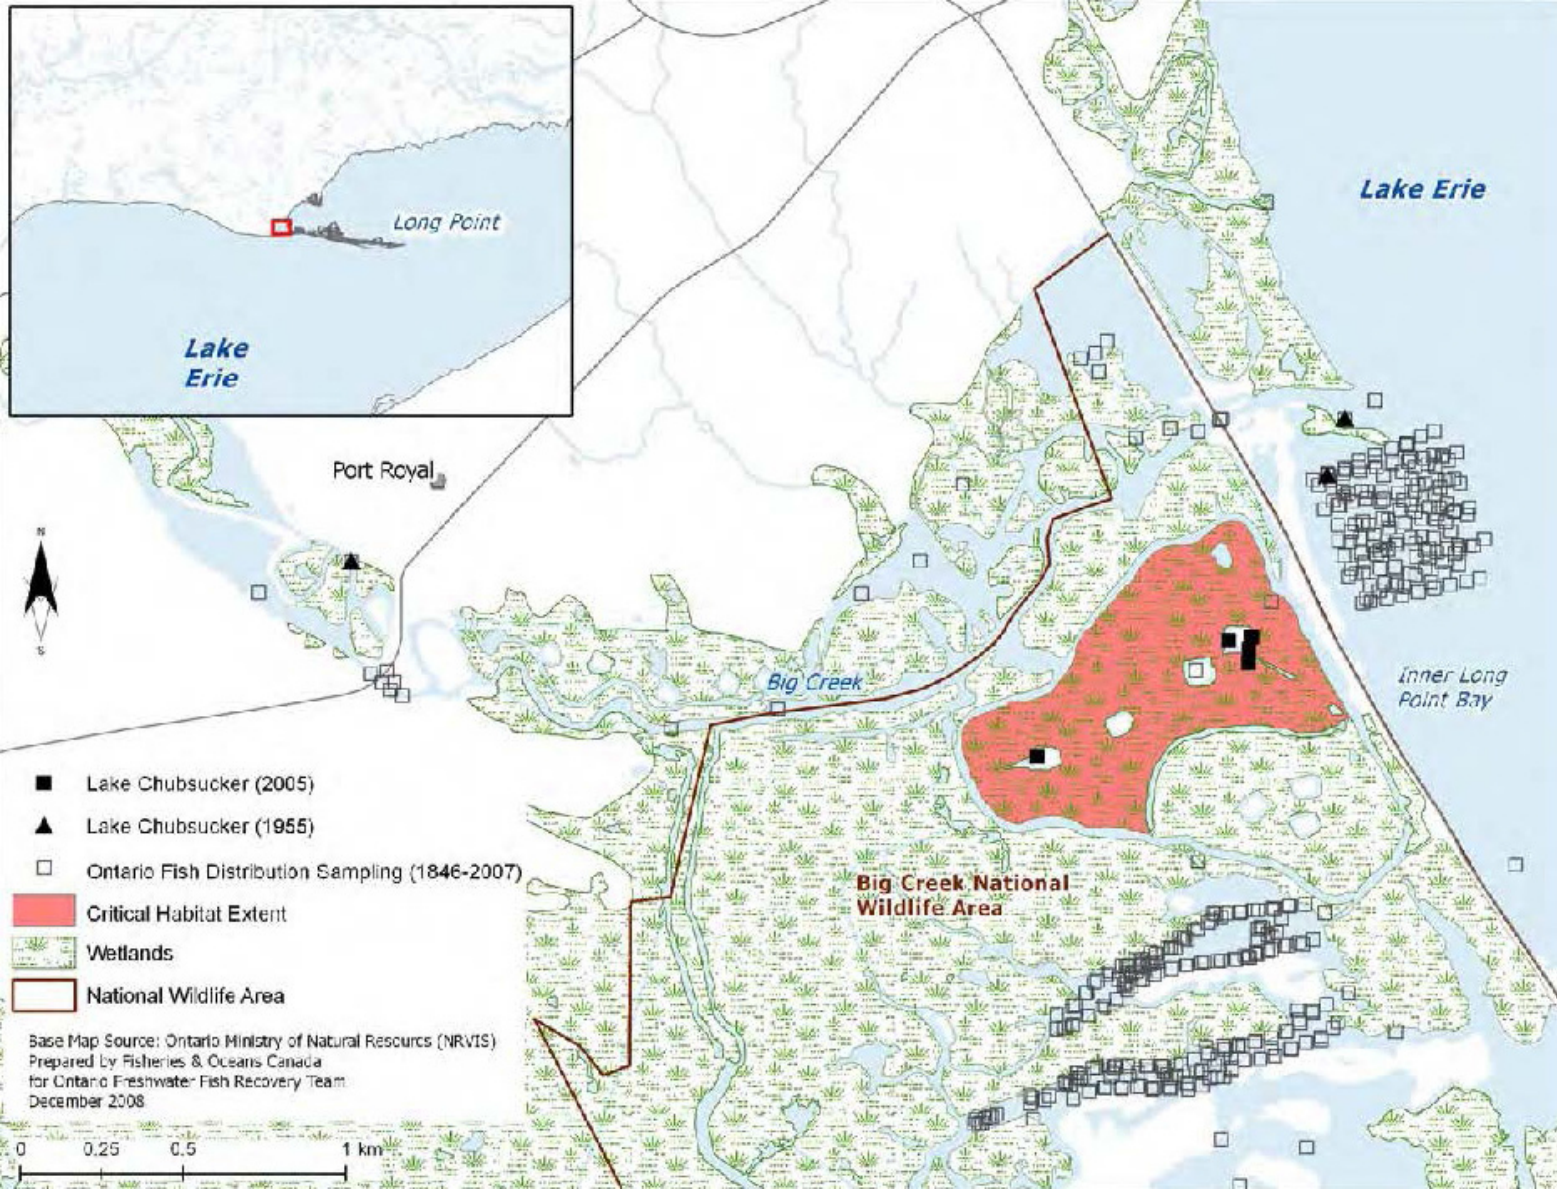 Long Point
Lake
Erie
Lake Erie
Port Royal
N
S
Inner Long
Point Bay
Big Creek
Lake Chubsucker (2005)
Lake Chubsucker (1955)
Ontario Fish Distribution Sampling (1846-2007)
Critical Habitat Extent
Wetlands
National Wildlife Area
Big Creek National
Wildlife Area
Base Map Source: Ontario Ministry of Natural Resourcs (NRVIS)
Prepared by Fisheries & Oceans Canada
for Ontario Freshwater Fish Recovery Team
December 2008
0 0.25 0.5 1 km